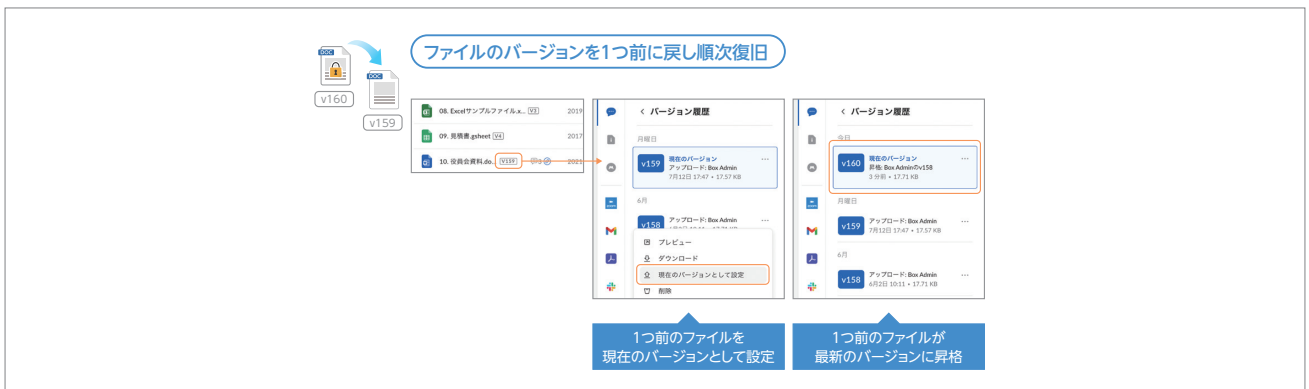 ファイルのバージョンを1つ前に戻し順次復旧
DOC
v160
DOC
v159
08. Excelサンプルファイル.x... V3 2019
09. 見積書.gsheet V4 2017
10. 役員会資料.do.. V159 2021
バージョン履歴
月曜日
v159 現在のバージョン
アップロード: Box Admin
7月12日 17:47 • 17.57 KB
6月
v158 アップロード: Box Admin
プレビュー
ダウンロード
現在のバージョンとして設定
削除
バージョン履歴
今日
v160 現在のバージョン
昇格: Box Adminのv158
3 分前 • 17.71 KB
月曜日
v159 アップロード: Box Admin
7月12日 17:47 • 17.57 KB
6月
v158 アップロード: Box Admin
6月2日 10:11 • 17.71 KB
1つ前のファイルを
現在のバージョンとして設定
1つ前のファイルが
最新のバージョンに昇格